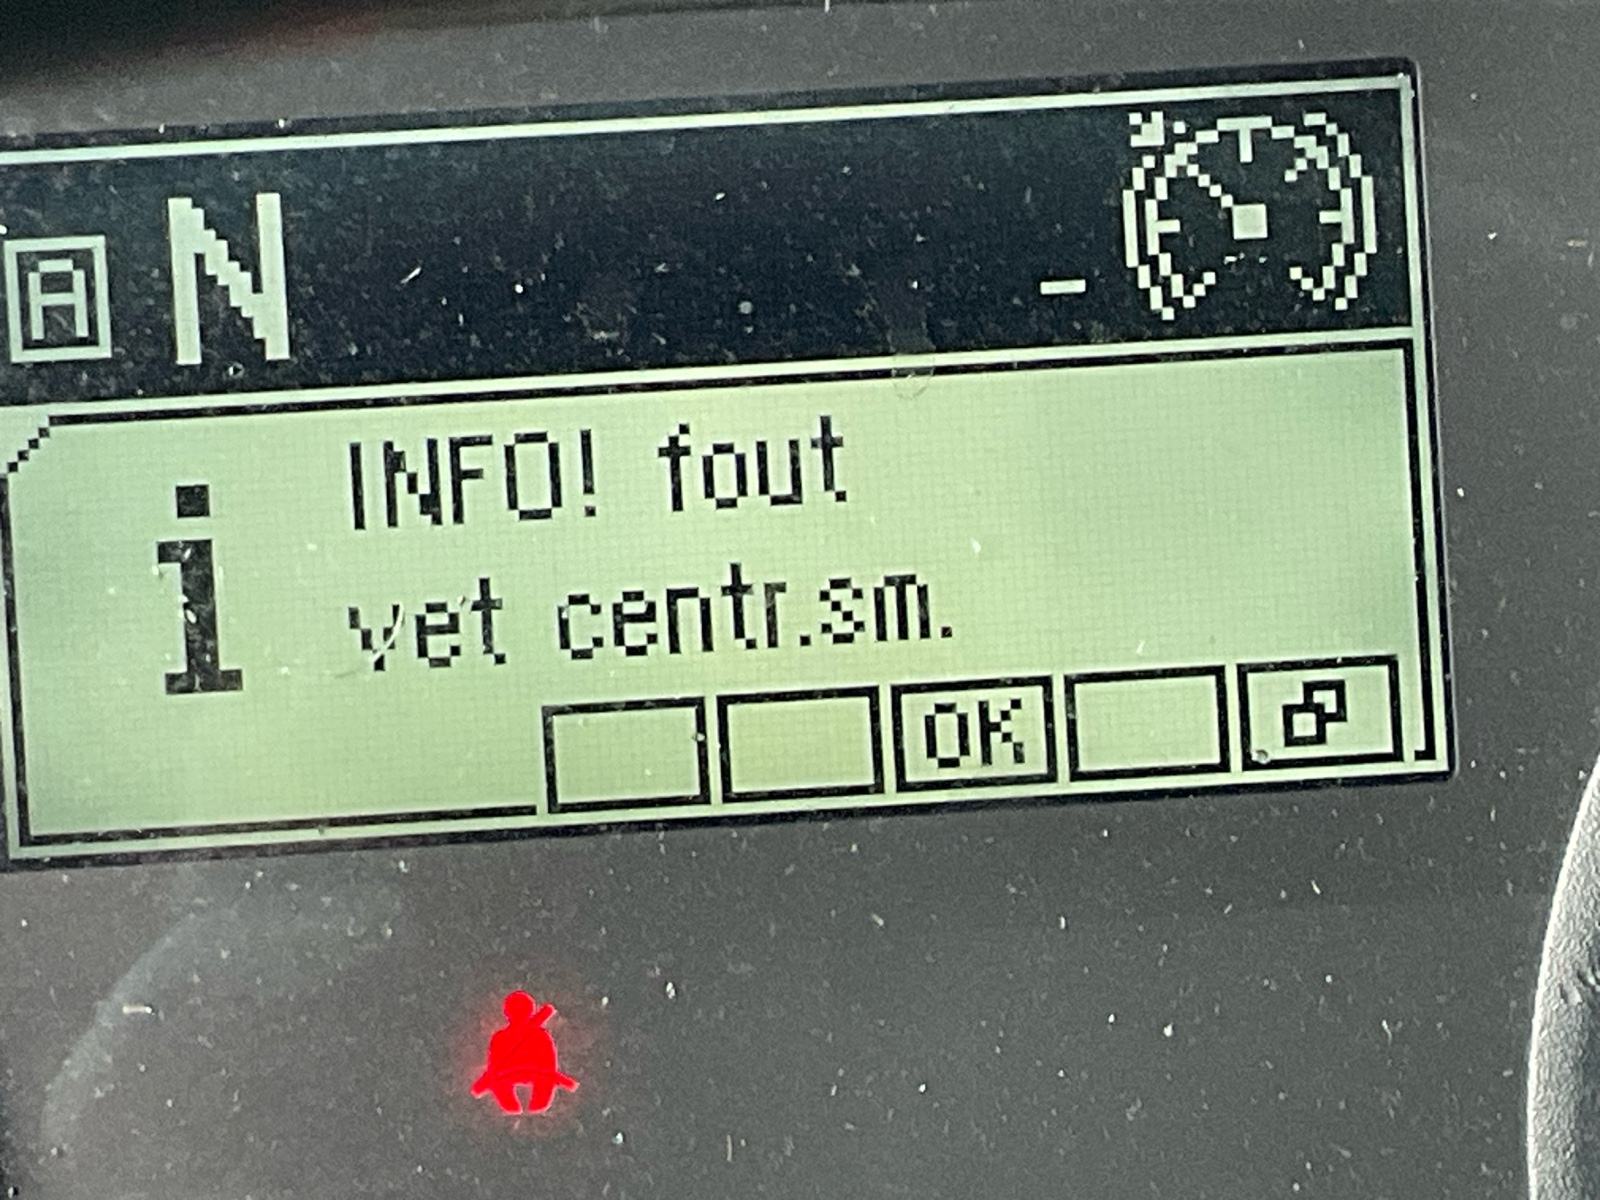 A N
INFO! fout
vet centr.sm.
OK